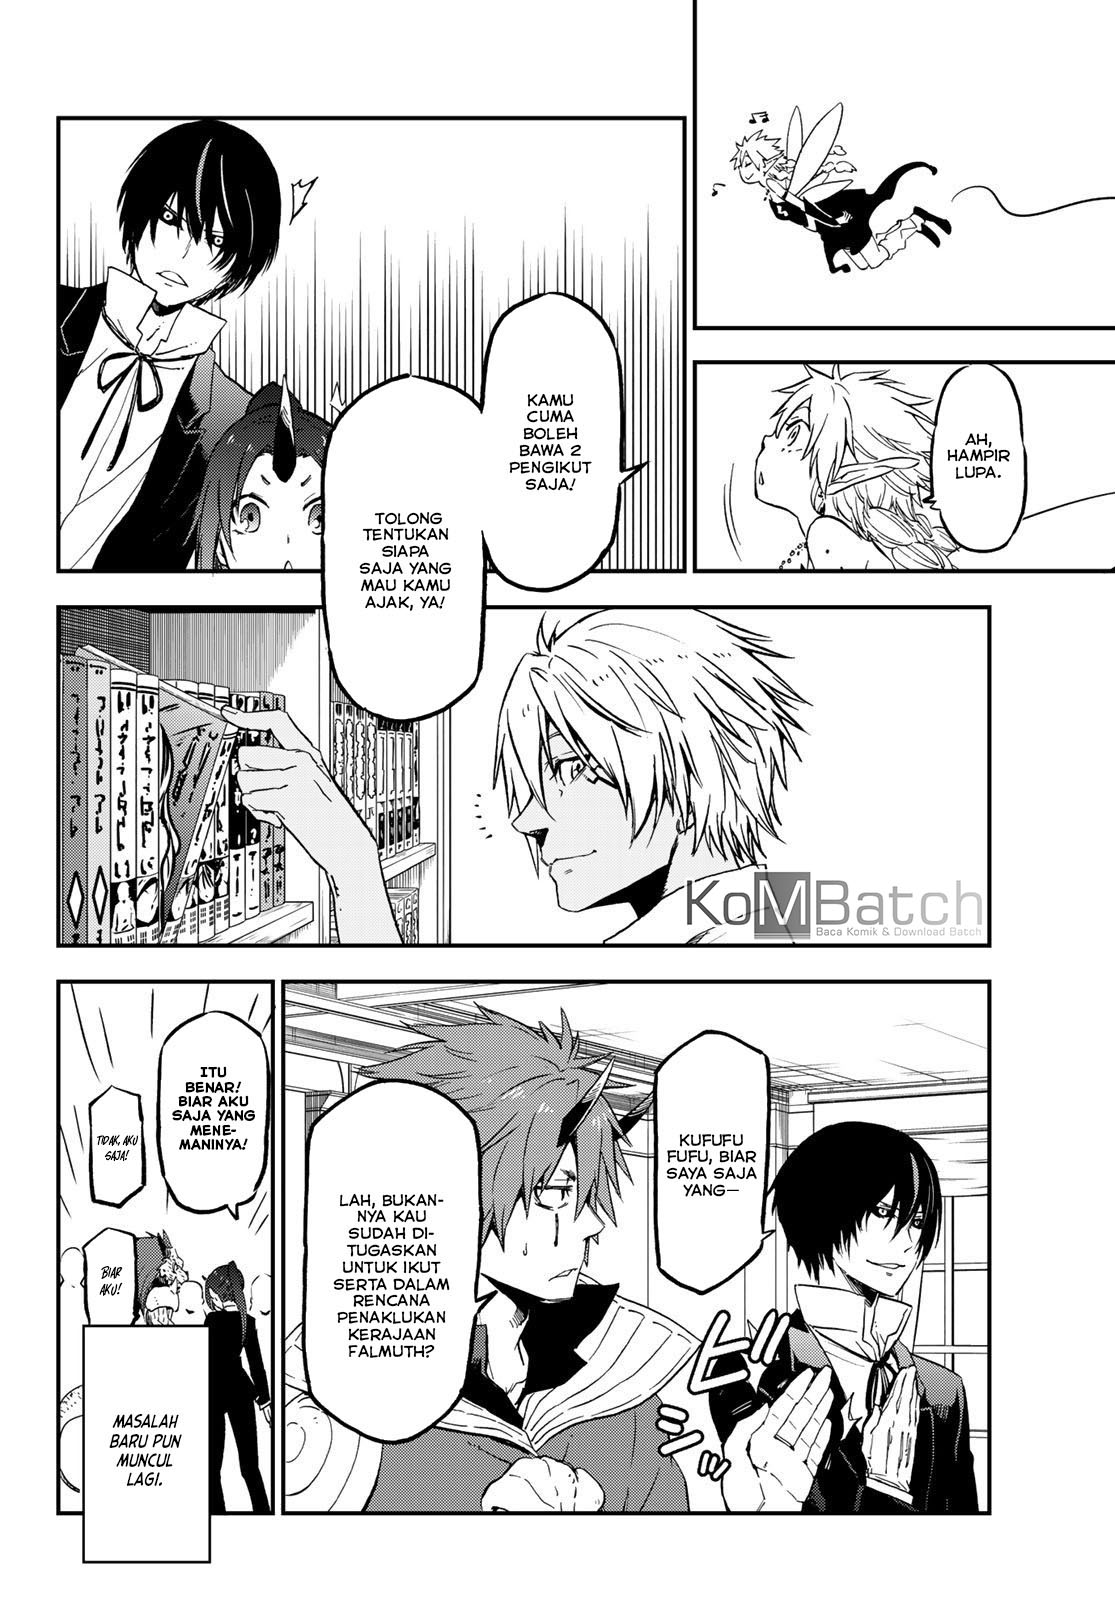 AH,
HAMPIR
LUPA.
KAMU
CUMA
BOLEH
BAWA 2
PENGIKUT
SAJA!
TOLONG
TENTUKAN
SIAPA
SAJA YANG
MAU KAMU
AJAK, YA!
KoMBatch
Baca Komik & Download Batch
KUFUFU
FUFU, BIAR
SAYA SAJA
YANG—
ビシッ
LAH, BUKAN-
NYA KAU
SUDAH DI-
TUGASKAN
UNTUK IKUT
SERTA DALAM
RENCANA
PENAKLUKAN
KERAJAAN
FALMUTH?
ITU
BENAR!
BIAR AKU
SAJA YANG
MENE-
MANINYA!
TIDAK, AKU
SAJA!
BIAR
AKU!
MASALAH
BARU PUN
MUNCUL
LAGI.